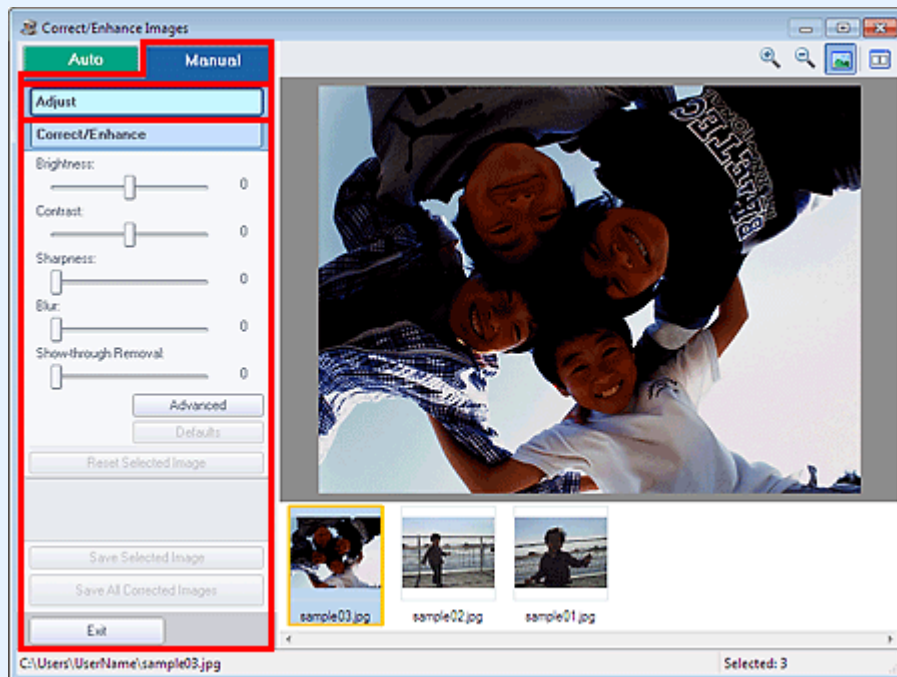 Correct/Enhance Images
Auto
Manual
Adjust
Correct/Enhance
Brightness:
0
Contrast:
0
Sharpness:
0
Blur:
0
Show-through Removal:
0
Advanced
Defaults
Reset Selected Image
Save Selected Image
Save All Corrected Images
Exit
sample03.jpg
sample02.jpg
sample01.jpg
C:\Users\UserName\sample03.jpg
Selected: 3